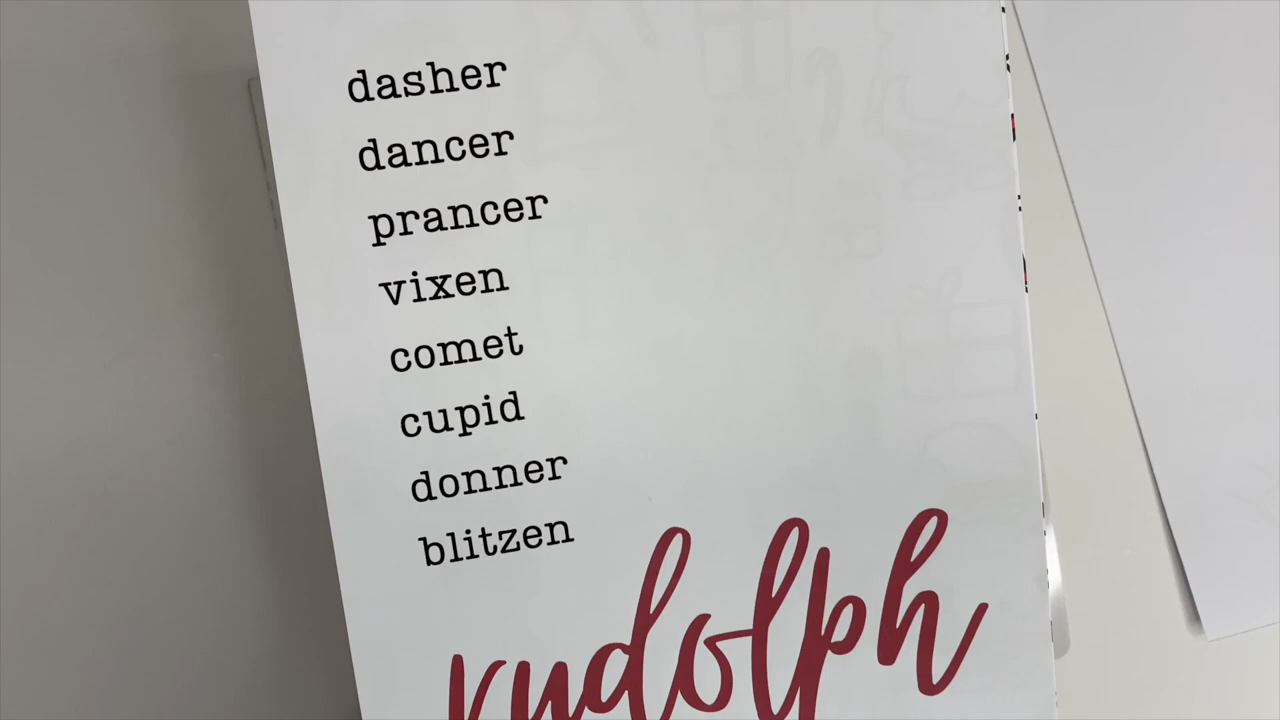 dasher
dancer
prancer
vixen
comet
cupid
donner
blitzen
rudolph